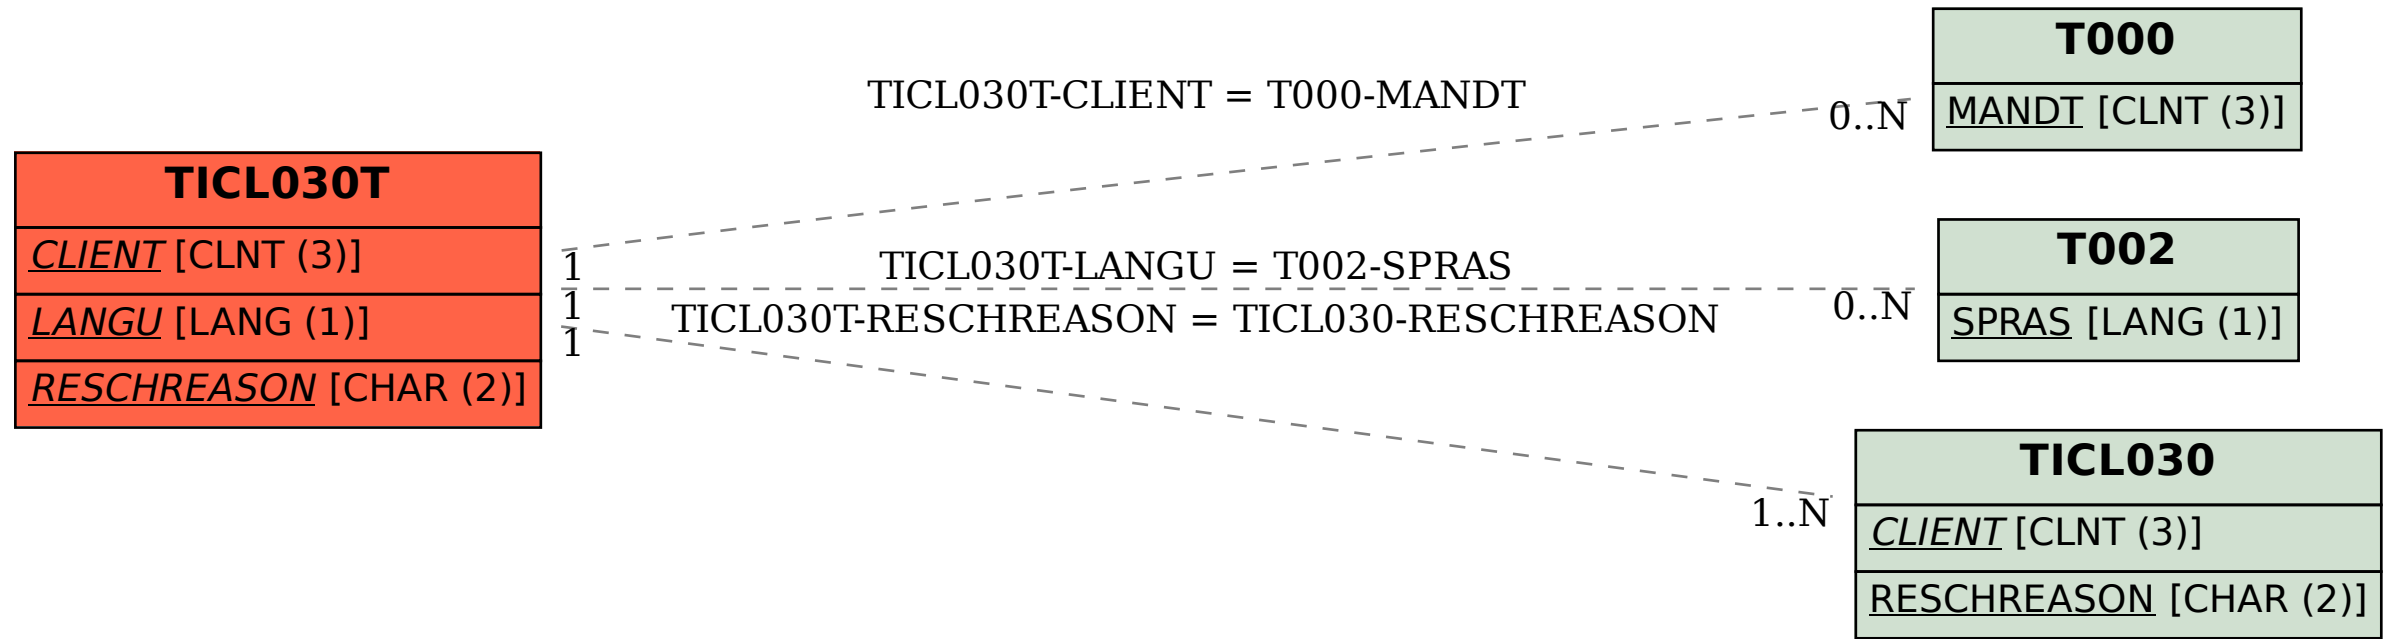 TICL030T
CLIENT [CLNT (3)]
LANGU [LANG (1)]
RESCHREASON [CHAR (2)]
TICL030T-CLIENT = T000-MANDT
1
0..N
TICL030T-LANGU = T002-SPRAS
1
0..N
TICL030T-RESCHREASON = TICL030-RESCHREASON
1
1..N
T000
MANDT [CLNT (3)]
T002
SPRAS [LANG (1)]
TICL030
CLIENT [CLNT (3)]
RESCHREASON [CHAR (2)]